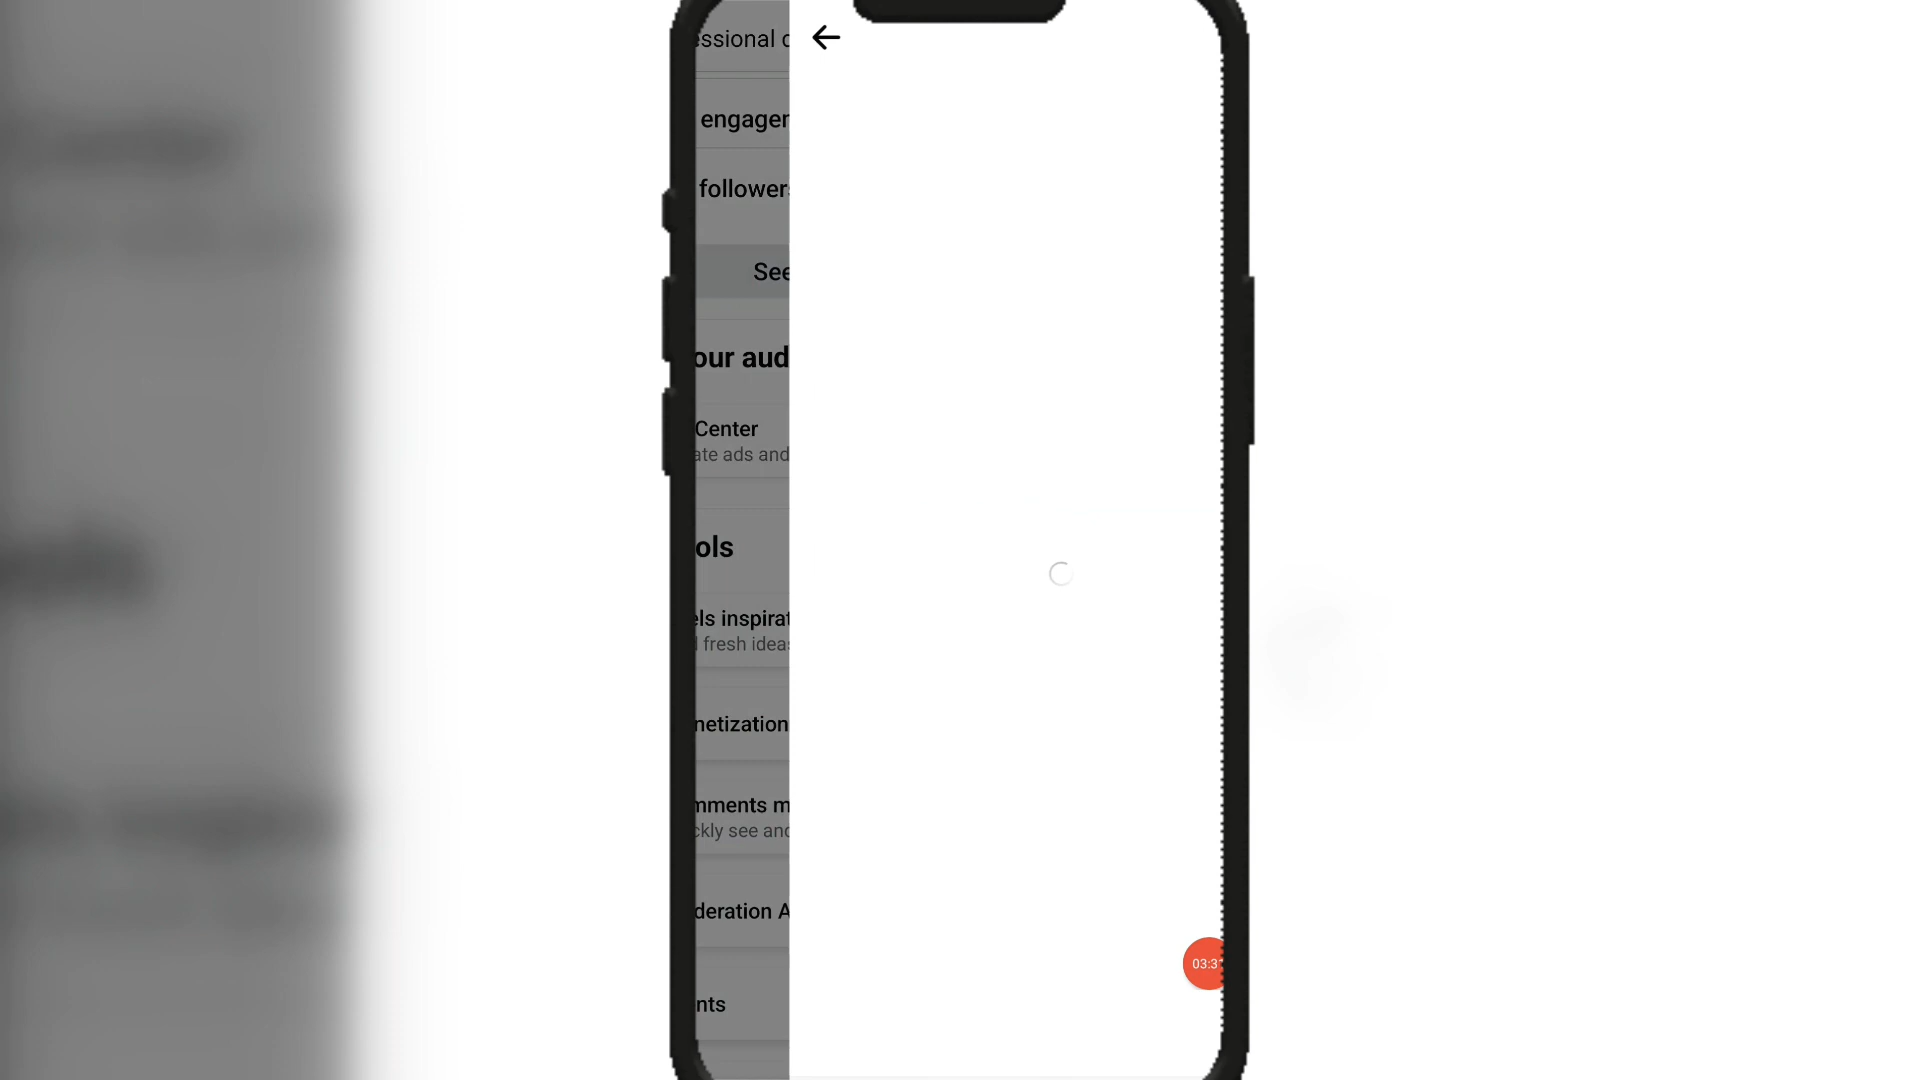 ssional
engager
followers
See
our aud
Center
ate ads and
ols
els inspirat
fresh ideas
netization
mments m
ckly see and
deration A
nts
03:3